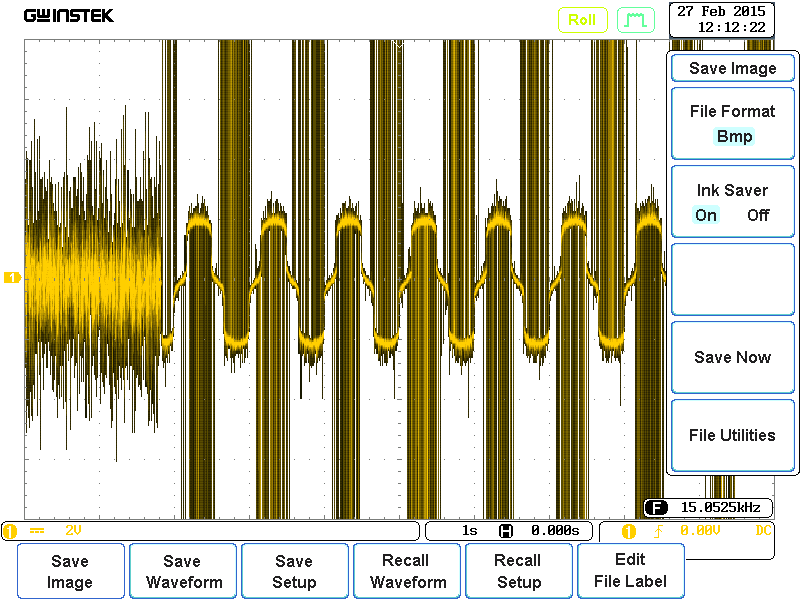 GWINSTEK
Roll
27 Feb 2015
12:12:22
Save Image
File Format
Bmp
Ink Saver
On Off
1
Save Now
File Utilities
F 15.0525kHz
1 2V
1s H 0.000s
1 0.00V DC
Save
Image
Save
Waveform
Save
Setup
Recall
Waveform
Recall
Setup
Edit
File Label